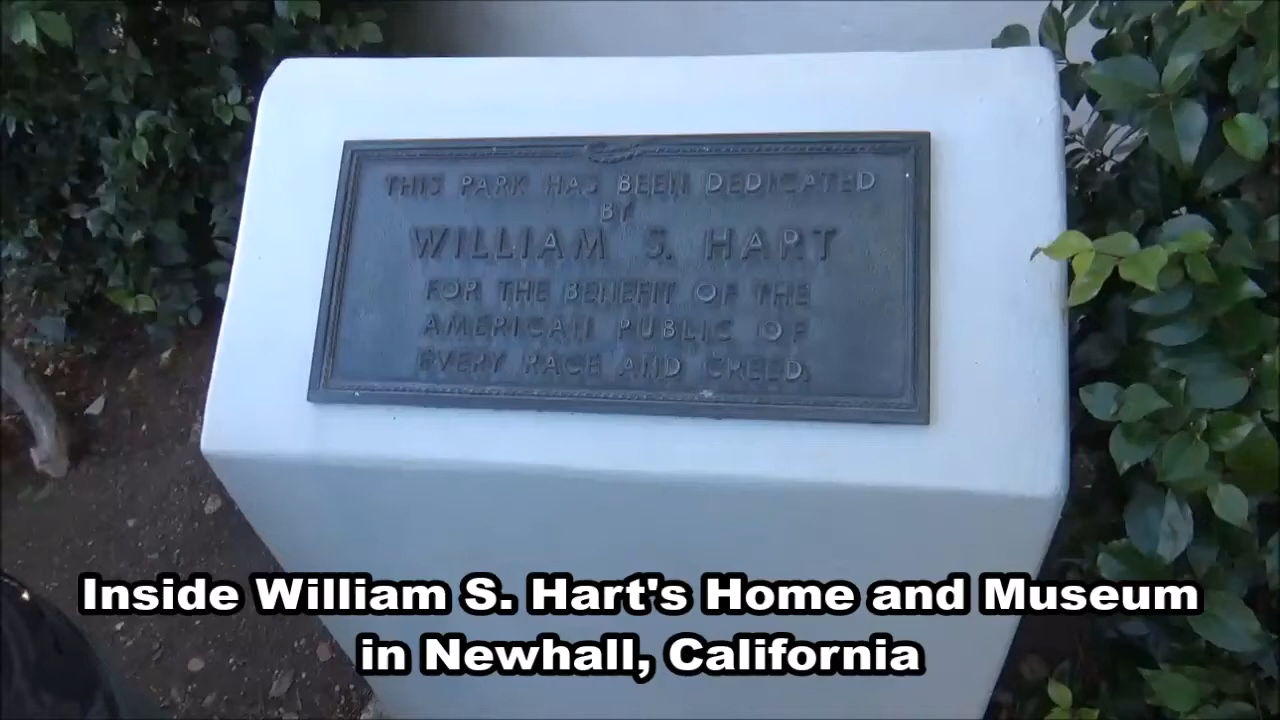 THIS PARK HAS BEEN DEDICATED
BY
WILLIAM S. HART
FOR THE BENEFIT OF THE
AMERICAN PUBLIC OF
EVERY RACE AND CREED.
Inside William S. Hart's Home and Museum
in Newhall, California